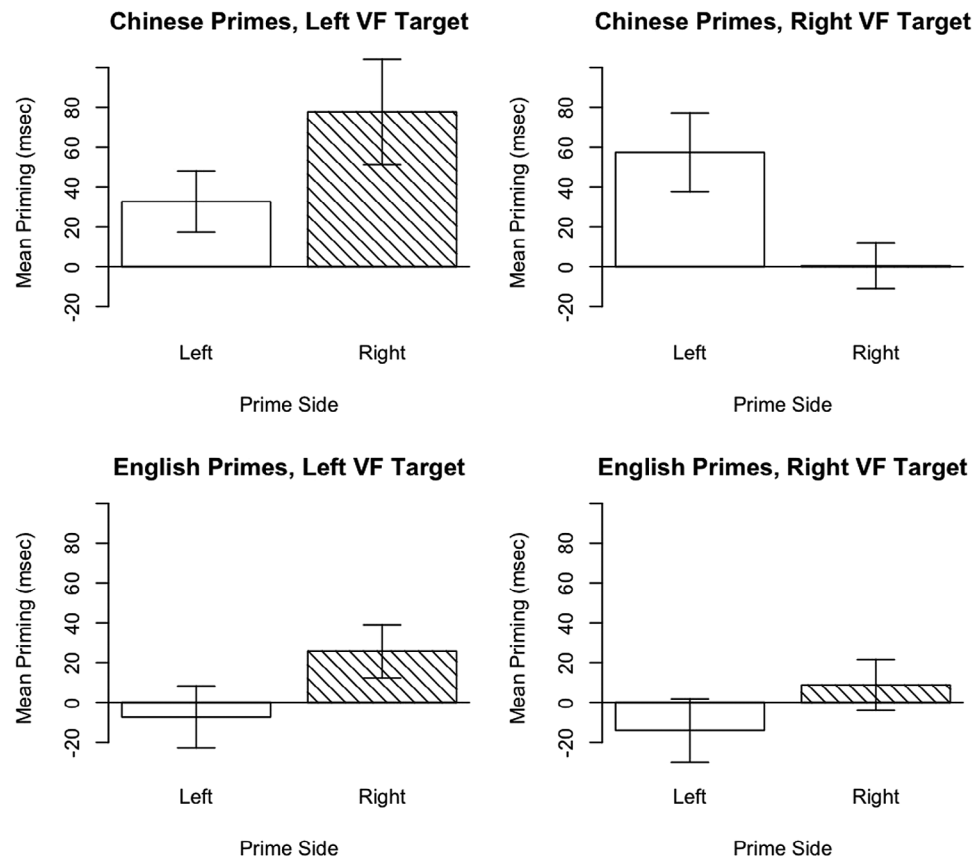 Chinese Primes, Left VF Target
Mean Priming (msec)
80
60
40
20
0
-20
Left Right
Prime Side
Chinese Primes, Right VF Target
Mean Priming (msec)
80
60
40
20
0
-20
Left Right
Prime Side
English Primes, Left VF Target
Mean Priming (msec)
80
60
40
20
0
-20
Left Right
Prime Side
English Primes, Right VF Target
Mean Priming (msec)
80
60
40
20
0
-20
Left Right
Prime Side